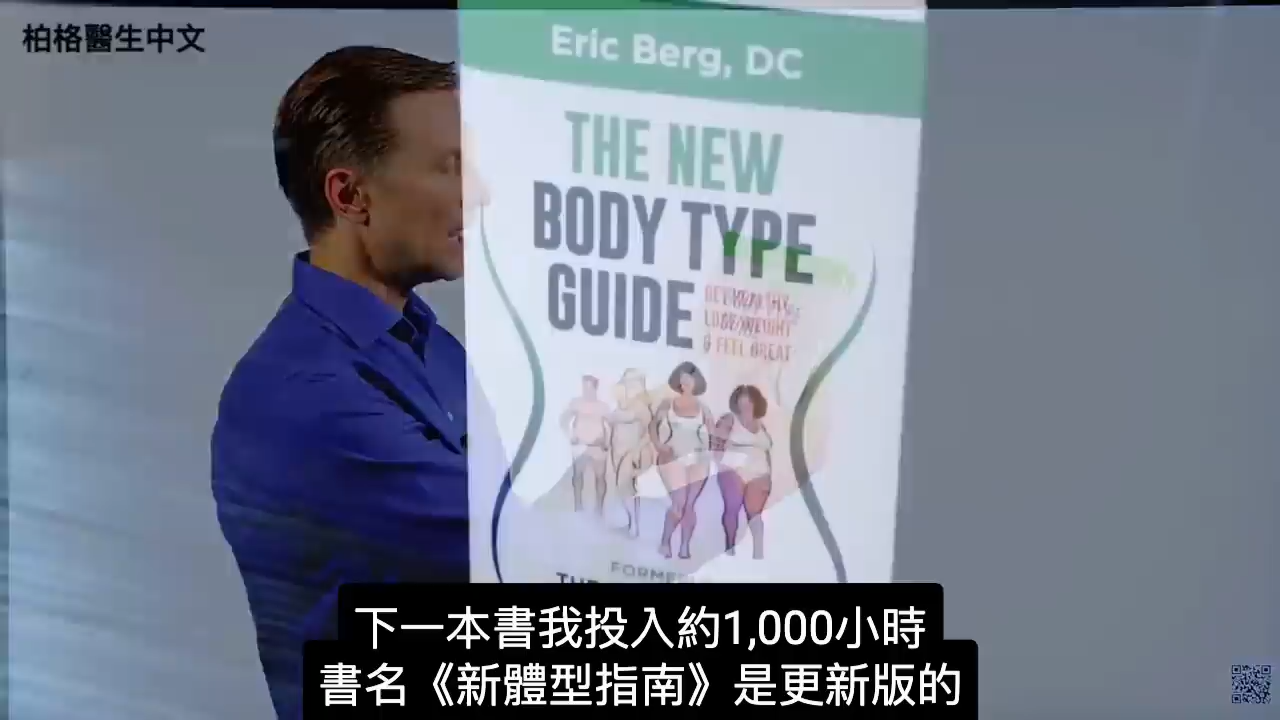 柏格醫生中文
Eric Berg, DC
THE NEW
BODY TYPE
GUIDE
LOSE WEIGHT
& FEEL GREAT
下一本書我投入約1,000小時
書名《新體型指南》是更新版的